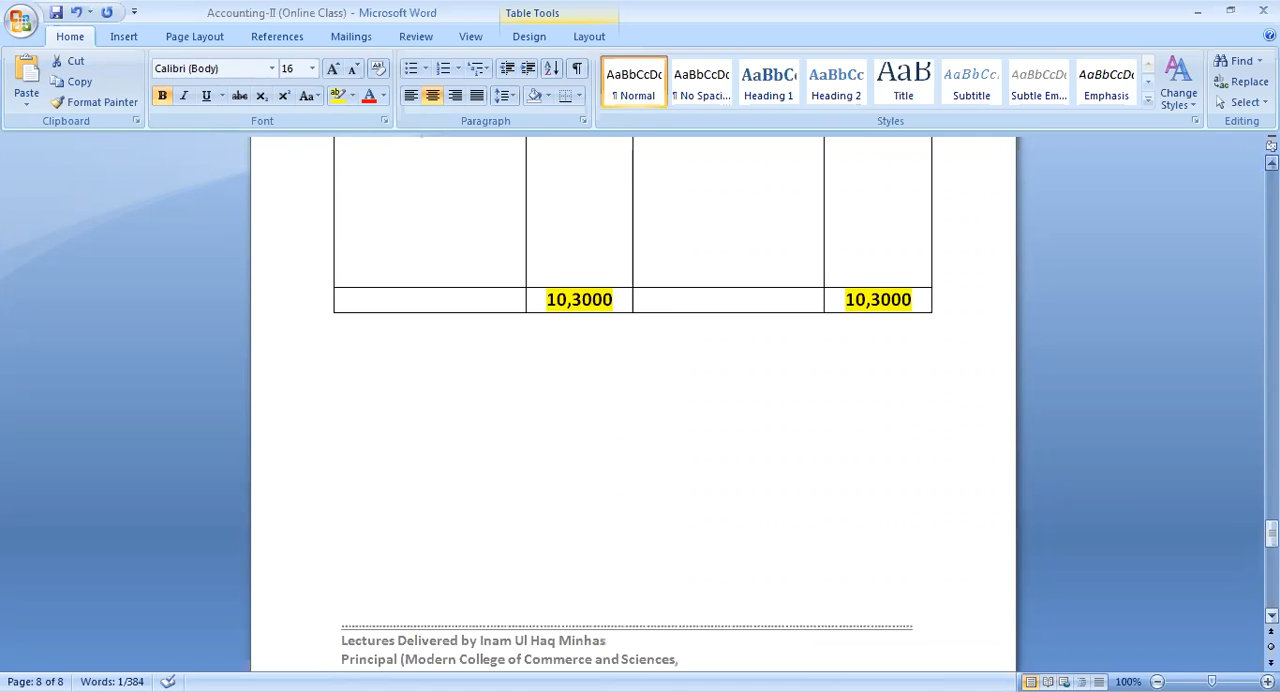 Accounting-II (Online Class) - Microsoft Word
Table Tools
Home Insert Page Layout References Mailings Review View Design Layout
Paste
Cut
Copy
Format Painter
Clipboard
Calibri (Body) 16
Font
Paragraph
AaBbCcDc AaBbCcDc AaBbC AaBbCc AaB AaBbCc. AaBbCcDc AaBbCcDc
¶ Normal ¶ No Spaci... Heading 1 Heading 2 Title Subtitle Subtle Em... Emphasis
Change Styles
Styles
Find
Replace
Select
Editing
10,3000 10,3000
Lectures Delivered by Inam Ul Haq Minhas
Principal (Modern College of Commerce and Sciences,
Page: 8 of 8 Words: 1/384 100%